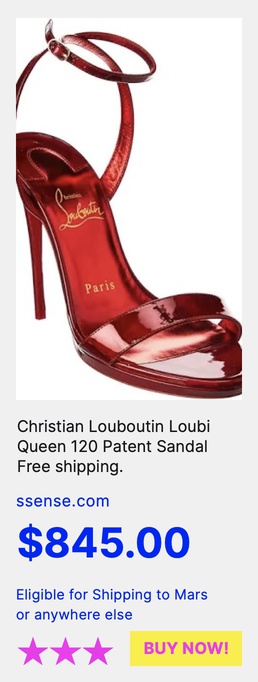 Christian
Louboutin
Paris
Christian Louboutin Loubi
Queen 120 Patent Sandal
Free shipping.
ssense.com
$845.00
Eligible for Shipping to Mars
or anywhere else
BUY NOW!